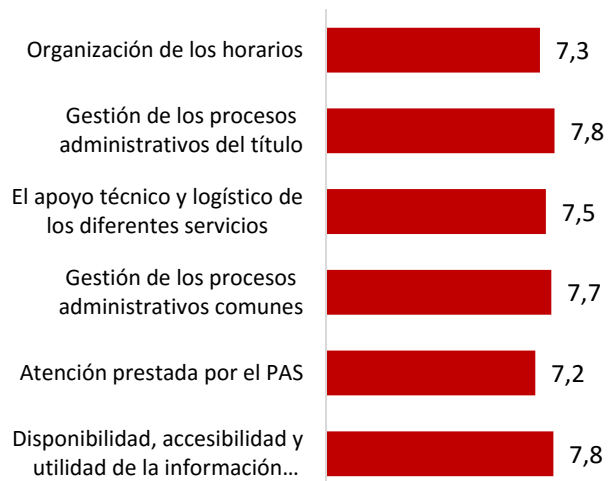 Organización de los horarios
7,3
Gestión de los procesos
administrativos del título
7,8
El apoyo técnico y logístico de
los diferentes servicios
7,5
Gestión de los procesos
administrativos comunes
7,7
Atención prestada por el PAS
7,2
Disponibilidad, accesibilidad y
utilidad de la información…
7,8